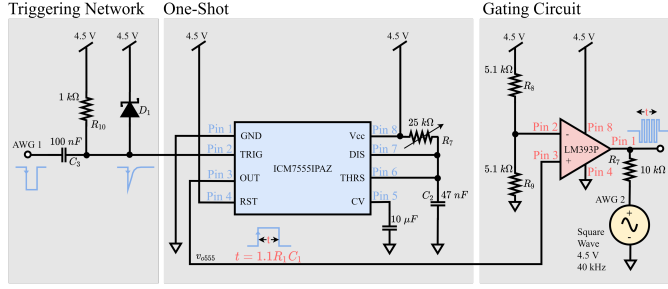 Triggering Network
One-Shot
Gating Circuit
4.5 V
4.5 V
4.5 V
4.5 V
4.5 V
4.5 V
1 kΩ
R10
D1
AWG 1
100 nF
C3
Pin 1
Pin 2
Pin 3
Pin 4
GND
TRIG
OUT
RST
ICM7555IPAZ
Vcc
DIS
THRS
CV
Pin 8
Pin 7
Pin 6
Pin 5
25 kΩ
R7
C2
47 nF
10 μF
t
t = 1.1R1C1
vo555
5.1 kΩ
R8
5.1 kΩ
R9
Pin 2
Pin 3
-
+
LM393P
Pin 8
Pin 4
Pin 1
t
R7
10 kΩ
AWG 2
+
-
Square
Wave
4.5 V
40 kHz